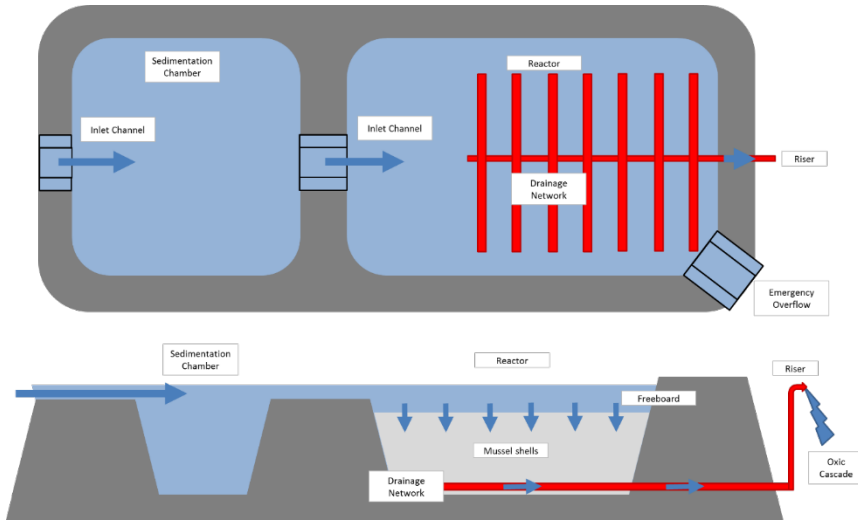 Sedimentation
Chamber
Reactor
Inlet Channel
Inlet Channel
Riser
Drainage
Network
Emergency
Overflow
Sedimentation
Chamber
Reactor
Riser
Freeboard
Mussel shells
Oxic
Cascade
Drainage
Network